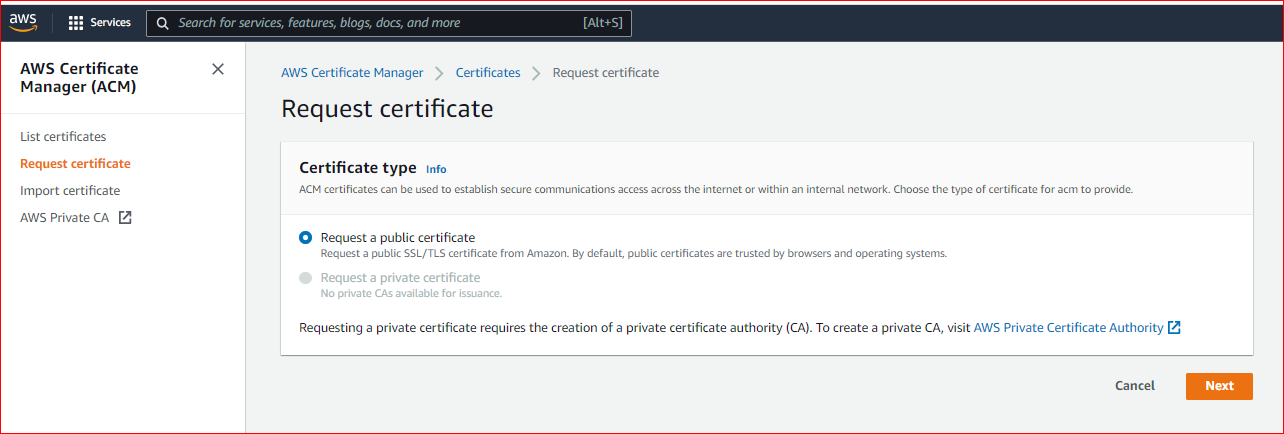 aws
Services
Search for services, features, blogs, docs, and more
[Alt+S]
AWS Certificate
Manager (ACM)
List certificates
Request certificate
Import certificate
AWS Private CA
AWS Certificate Manager
Certificates
Request certificate
Request certificate
Certificate type Info
ACM certificates can be used to establish secure communications access across the internet or within an internal network. Choose the type of certificate for acm to provide.
Request a public certificate
Request a public SSL/TLS certificate from Amazon. By default, public certificates are trusted by browsers and operating systems.
Request a private certificate
No private CAs available for issuance.
Requesting a private certificate requires the creation of a private certificate authority (CA). To create a private CA, visit AWS Private Certificate Authority
Cancel
Next